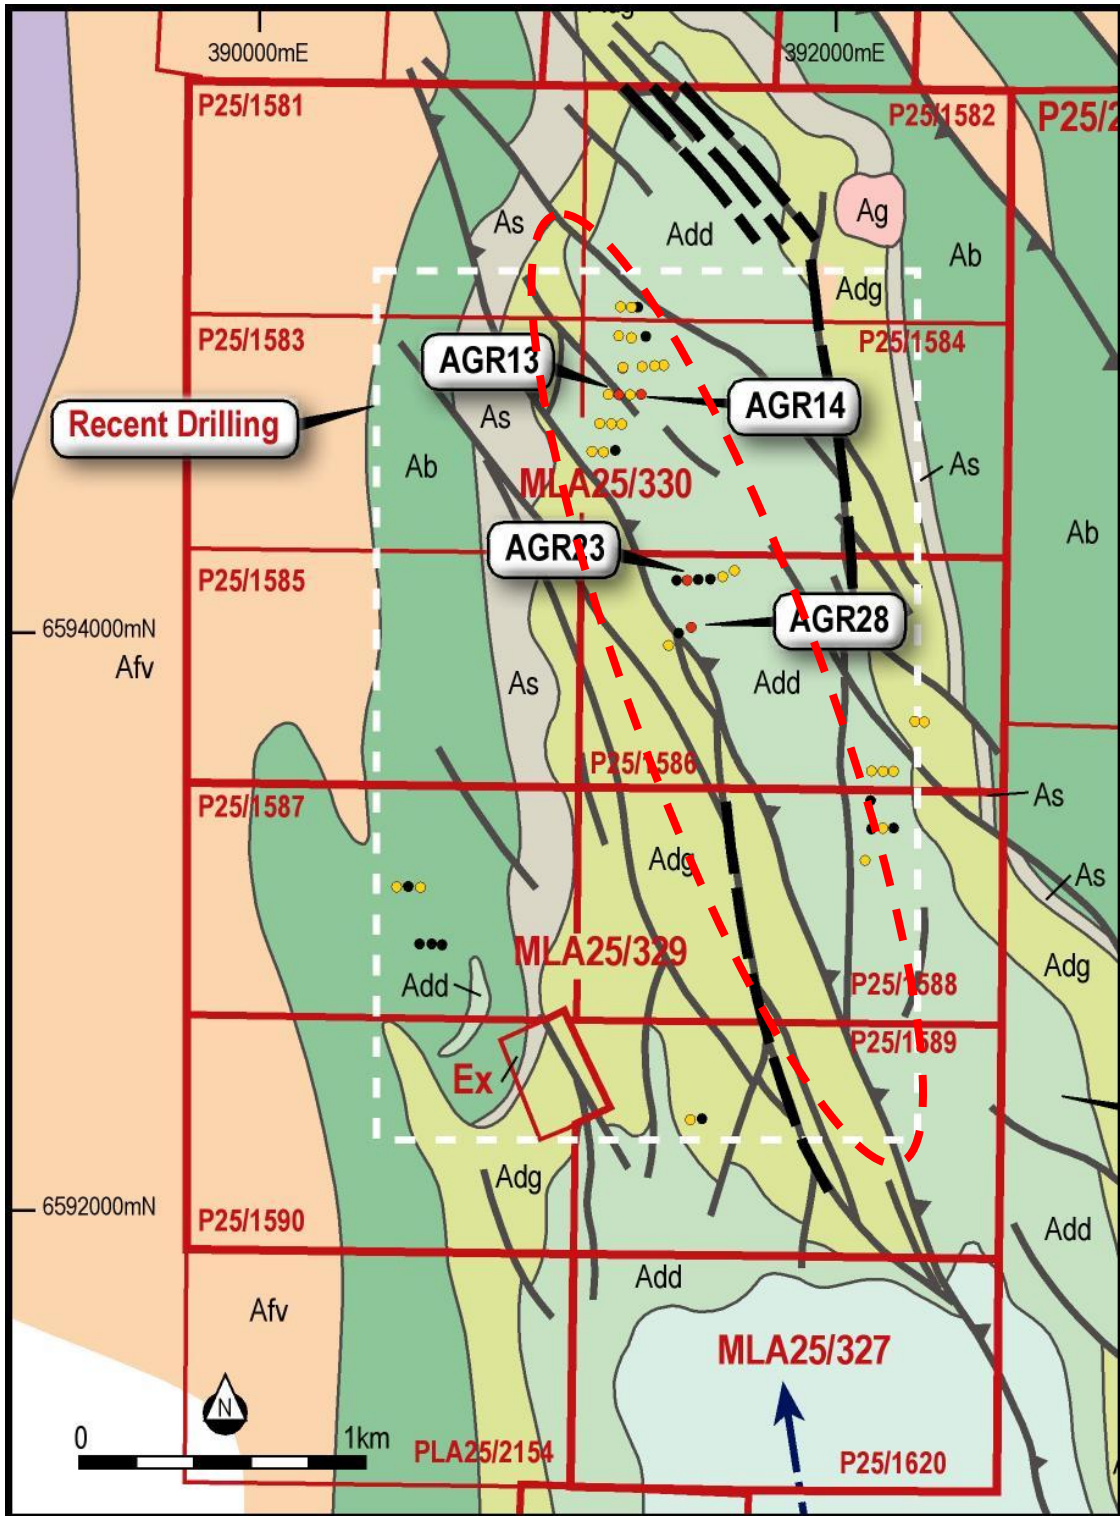 Adg
390000mE
392000mE
P25/1581
P25/1582
P25/2
As
Add
Ag
Ab
Adg
P25/1583
P25/1584
AGR13
AGR14
Recent Drilling
As
Ab
As
MLA25/330
Ab
AGR23
P25/1585
AGR28
6594000mN
Afv
As
Add
P25/1586
P25/1587
As
Adg
As
MLA25/329
Adg
Add
P25/1588
P25/1589
Ex
Adg
6592000mN
P25/1590
Add
Add
Afv
MLA25/327
N
0
1km
PLA25/2154
P25/1620